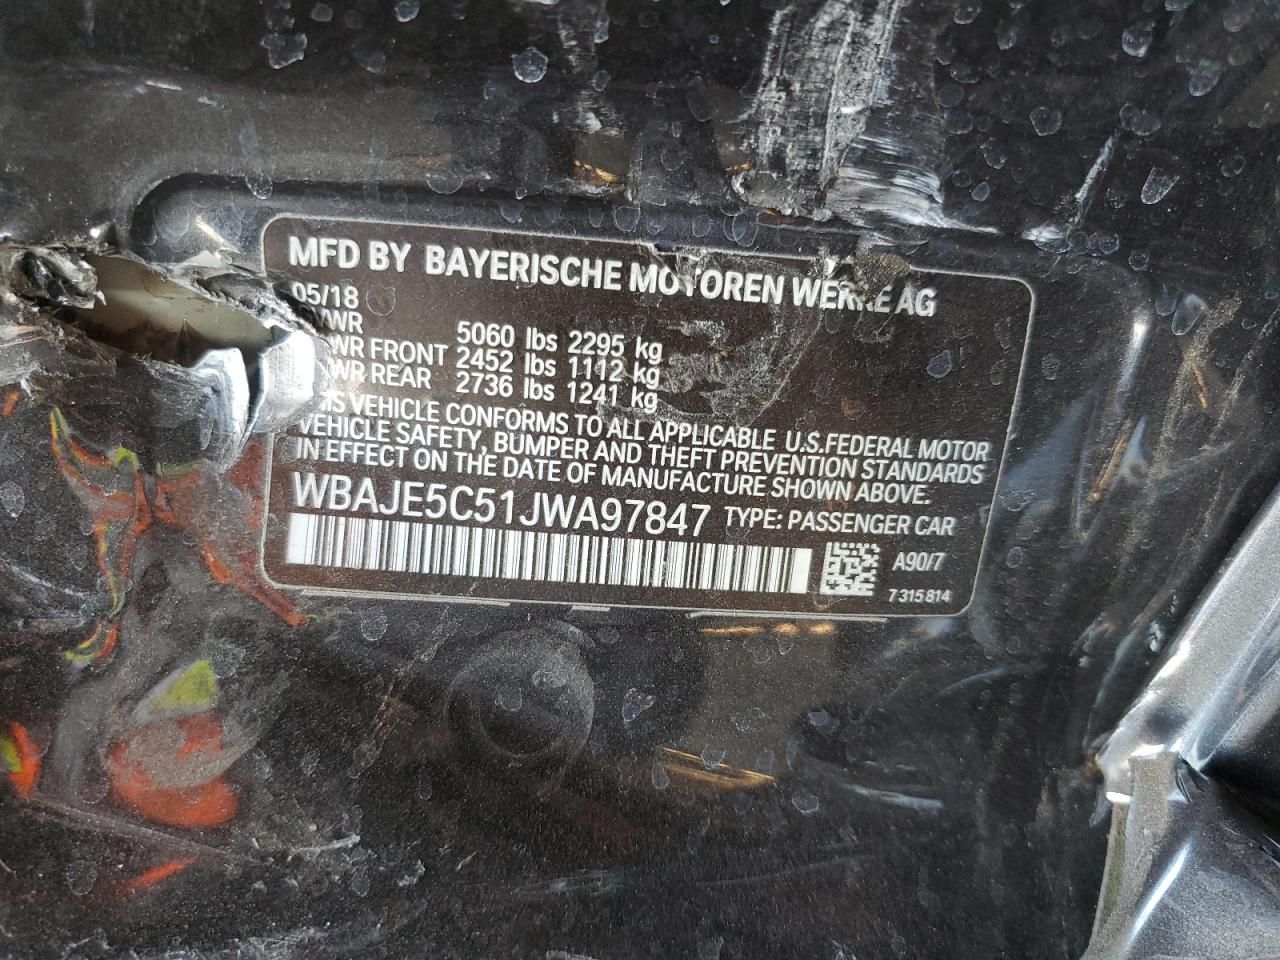 MFD BY BAYERISCHE MOTOREN WERKE AG
05/18
GVWR 5060 lbs 2295 kg
WR FRONT 2452 lbs 1112 kg
WR REAR 2736 lbs 1241 kg
THIS VEHICLE CONFORMS TO ALL APPLICABLE U.S.FEDERAL MOTOR
VEHICLE SAFETY, BUMPER AND THEFT PREVENTION STANDARDS
IN EFFECT ON THE DATE OF MANUFACTURE SHOWN ABOVE.
WBAJE5C51JWA97847 TYPE: PASSENGER CAR
A90/7
7 315 814